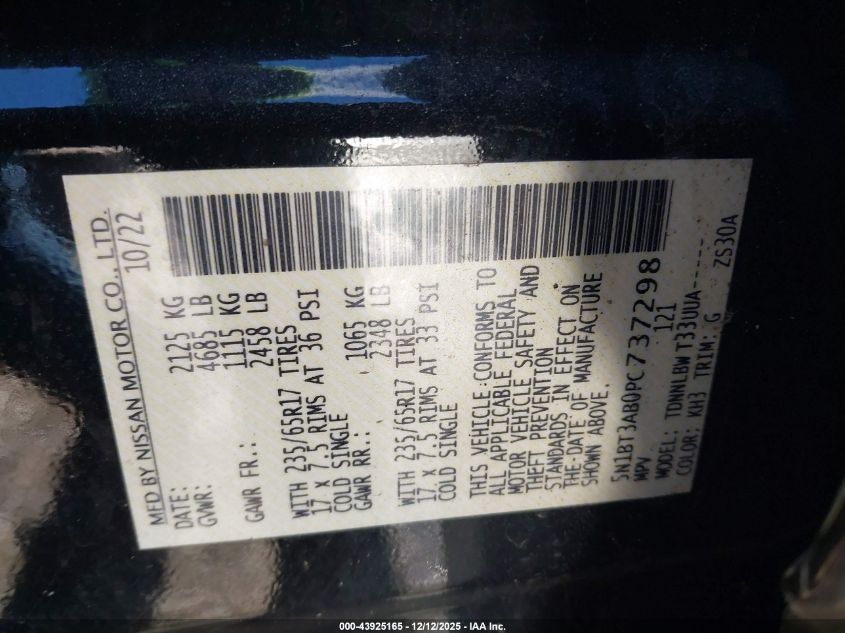 MFD BY NISSAN MOTOR CO., LTD.
DATE: 10/22
GVWR: 2125 KG
4685 LB
GAWR FR.: 1115 KG
2458 LB
WITH 235/65R17 TIRES
17 X 7.5 RIMS AT 36 PSI
COLD SINGLE
GAWR RR.: 1065 KG
2348 LB
WITH 235/65R17 TIRES
17 X 7.5 RIMS AT 33 PSI
COLD SINGLE
THIS VEHICLE CONFORMS TO
ALL APPLICABLE FEDERAL
MOTOR VEHICLE SAFETY AND
THEFT PREVENTION
STANDARDS IN EFFECT ON
THE DATE OF MANUFACTURE
SHOWN ABOVE.
5N1BT3AB0PC737298
MPV 121
MODEL: TDNNLBW T33UUA-----
COLOR: KH3 TRIM: G ZS30A
000-43925165 - 12/12/2025 - IAA Inc.